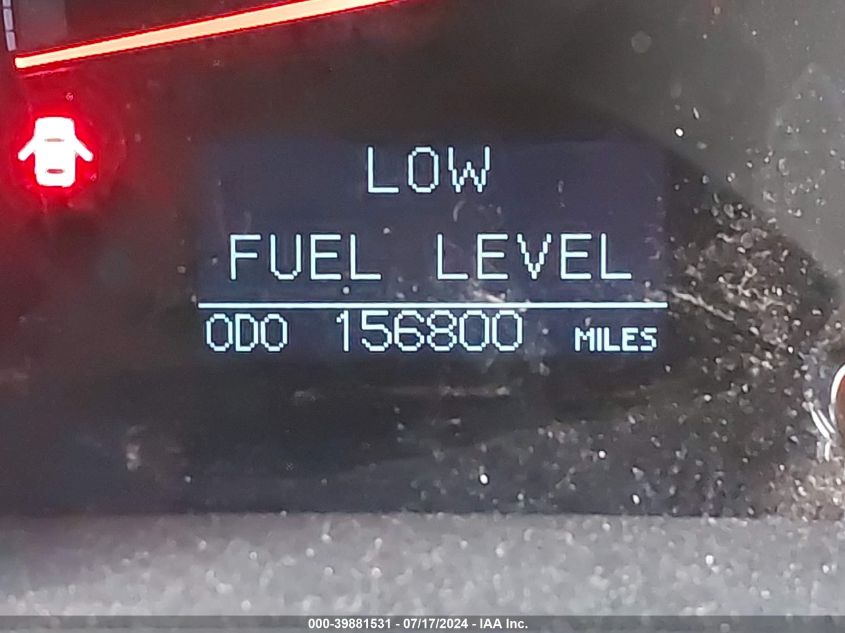 LOW
FUEL LEVEL
ODO 156800 MILES
000-39881531 - 07/17/2024 - IAA Inc.